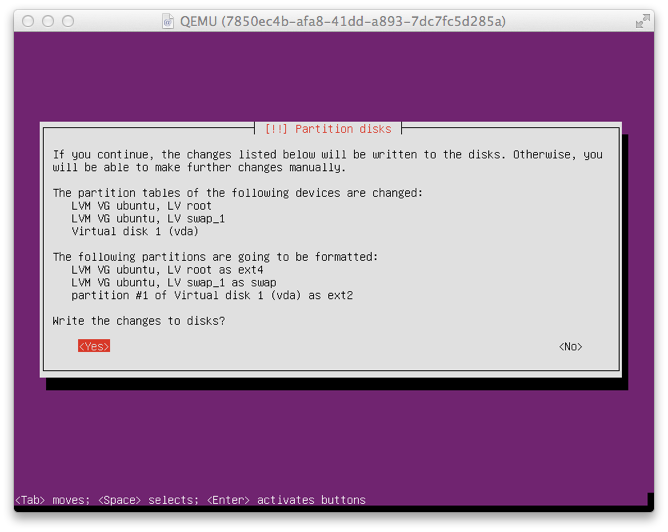 QEMU (7850ec4b-afa8-41dd-a893-7dc7fc5d285a)
[!!] Partition disks
If you continue, the changes listed below will be written to the disks. Otherwise, you
will be able to make further changes manually.
The partition tables of the following devices are changed:
LVM VG ubuntu, LV root
LVM VG ubuntu, LV swap_1
Virtual disk 1 (vda)
The following partitions are going to be formatted:
LVM VG ubuntu, LV root as ext4
LVM VG ubuntu, LV swap_1 as swap
partition #1 of Virtual disk 1 (vda) as ext2
Write the changes to disks?
<Yes> <No>
<Tab> moves; <Space> selects; <Enter> activates buttons